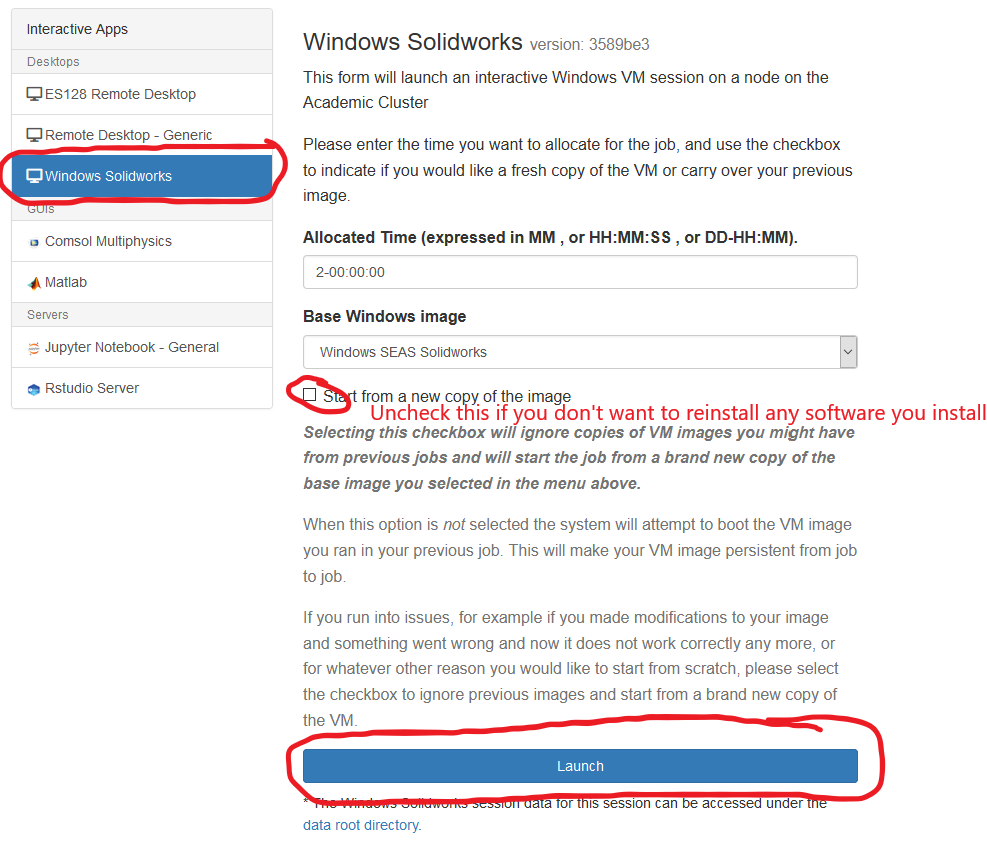 Interactive Apps
Desktops
ES128 Remote Desktop
Remote Desktop - Generic
Windows Solidworks
GUIs
Comsol Multiphysics
Matlab
Servers
Jupyter Notebook - General
Rstudio Server
Windows Solidworks version: 3589be3
This form will launch an interactive Windows VM session on a node on the
Academic Cluster
Please enter the time you want to allocate for the job, and use the checkbox
to indicate if you would like a fresh copy of the VM or carry over your previous
image.
Allocated Time (expressed in MM , or HH:MM:SS , or DD-HH:MM).
2-00:00:00
Base Windows image
Windows SEAS Solidworks
Start from a new copy of the image
Uncheck this if you don't want to reinstall any software you install
Selecting this checkbox will ignore copies of VM images you might have
from previous jobs and will start the job from a brand new copy of the
base image you selected in the menu above.
When this option is not selected the system will attempt to boot the VM image
you ran in your previous job. This will make your VM image persistent from job
to job.
If you run into issues, for example if you made modifications to your image
and something went wrong and now it does not work correctly any more, or
for whatever other reason you would like to start from scratch, please select
the checkbox to ignore previous images and start from a brand new copy of
the VM.
Launch
* The Windows Solidworks session data for this session can be accessed under the
data root directory.